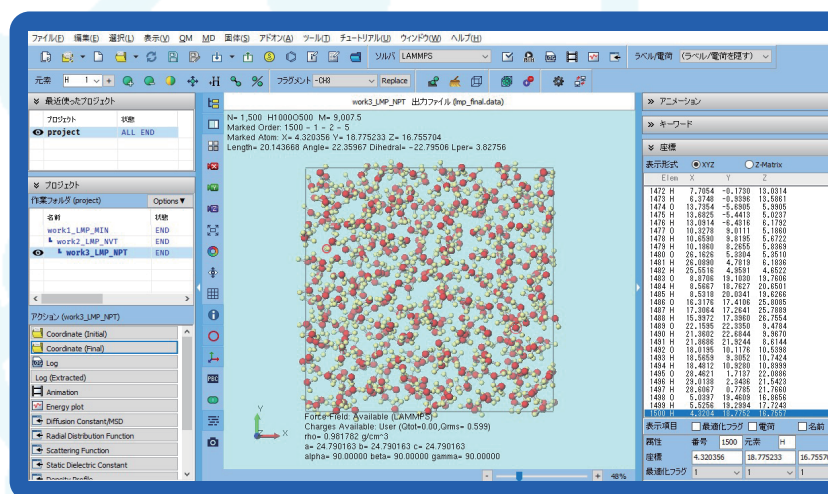 ファイル(F) 編集(E) 選択(L) 表示(V) QM MD 固体(S) アドオン(A) ツール(T) チュートリアル(U) ウィンドウ(W) ヘルプ(H)
ソルバ LAMMPS ラベル/電荷 (ラベル/電荷を隠す)
元素 H 1 +H フラグメント -CH3 Replace
最近使ったプロジェクト
プロジェクト 状態
project ALL END
プロジェクト
作業フォルダ (project) Options▼
名前 状態
work1_LMP_MIN END
work2_LMP_NVT END
work3_LMP_NPT END
アクション (work3_LMP_NPT)
Coordinate (Initial)
Coordinate (Final)
Log
Log (Extracted)
Animation
Energy plot
Diffusion Constant/MSD
Radial Distribution Function
Scattering Function
Static Dielectric Constant
Density Profile
PBC
work3_LMP_NPT 出力ファイル (lmp_final.data)
N= 1,500 H1000O500 M= 9,007.5
Marked Order: 1500 - 1 - 2 - 5
Marked Atom: X= 4.320356 Y= 18.775233 Z= 16.755704
Length= 20.143668 Angle= 22.35967 Dihedral= -22.79506 Lper= 3.82756
Y
X
Force Field: Available (LAMMPS)
Charges Available: User (Qtot=0.00,Qrms= 0.599)
rho= 0.981782 g/cm^3
a= 24.790163 b= 24.790163 c= 24.790163
alpha= 90.00000 beta= 90.00000 gamma= 90.00000
- + 48%
アニメーション
キーワード
座標
表示形式 XYZ Z-Matrix
Elem X Y Z
1472 H 7.7054 -0.1730 13.0314
1473 H 6.3748 -0.9396 13.5861
1474 O 13.7354 -5.6905 5.9905
1475 H 13.6825 -5.4413 5.0237
1476 H 13.0914 -6.4316 6.1792
1477 O 10.3278 9.0111 5.1860
1478 H 10.6590 9.8195 5.6722
1479 H 10.1860 8.2655 5.8369
1480 O 26.1626 5.3304 5.3510
1481 H 26.0890 4.7819 6.1836
1482 H 25.5516 4.9591 4.6522
1483 O 8.8706 19.1030 19.7606
1484 H 8.5667 18.7627 20.6501
1485 H 8.5318 20.0341 19.6266
1486 O 16.3176 17.4106 25.8085
1487 H 17.3064 17.2641 25.7889
1488 H 15.9972 17.3960 26.7554
1489 O 22.1595 22.3350 9.4784
1490 H 21.3602 22.6844 9.9670
1491 H 21.8686 21.9244 8.6144
1492 O 18.0195 10.1176 10.5398
1493 H 18.5659 9.3052 10.7424
1494 H 18.4812 10.9280 10.8999
1495 O 28.4621 1.7137 22.0886
1496 H 29.0138 2.3436 21.5423
1497 H 28.6067 0.7785 21.7660
1498 O 5.0397 19.4609 16.8656
1499 H 5.5256 19.2994 17.7243
1500 H 4.3204 18.7752 16.7557
表示項目 最適化フラグ 電荷 名前
属性 番号 1500 元素 H
座標 4.320356 18.775233 16.75570
最適化フラグ 1 1 1